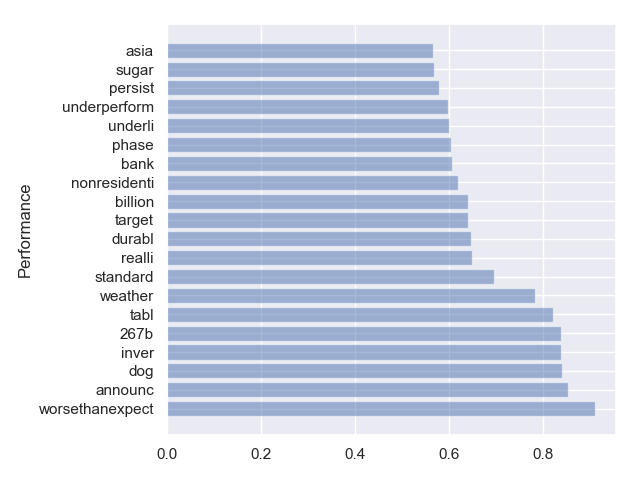 asia
sugar
persist
underperform
underli
phase
bank
nonresidenti
billion
target
durabl
realli
standard
weather
tabl
267b
inver
dog
announc
worsethanexpect
Performance
0.0 0.2 0.4 0.6 0.8